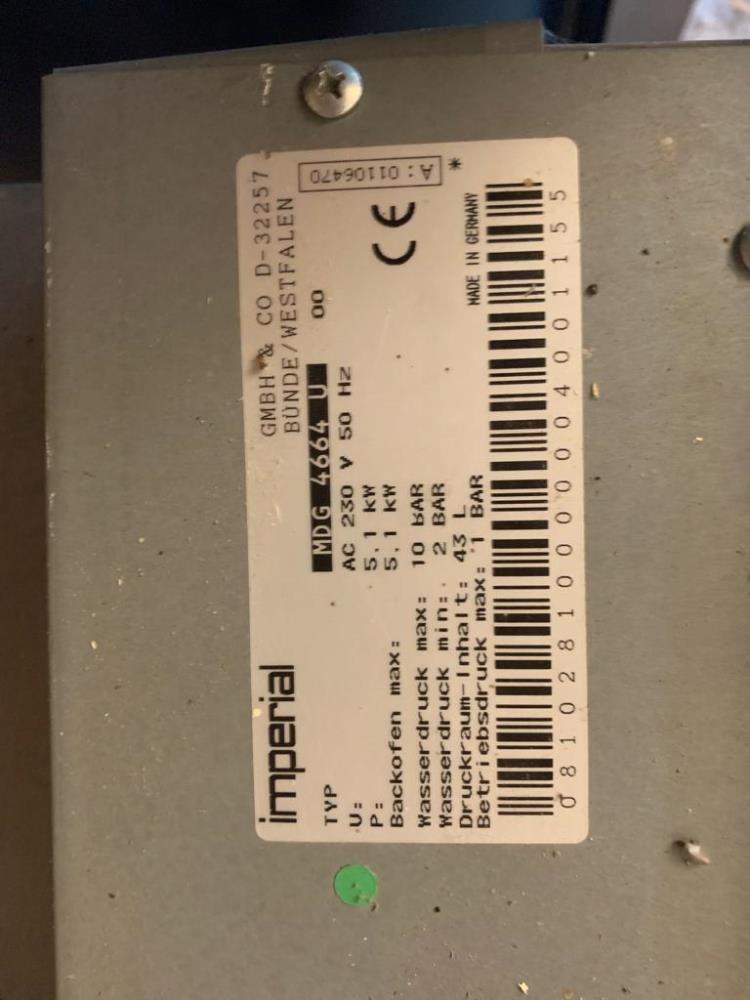 imperial
GMBH & CO D-32257
BÜNDE/WESTFALEN
A: 01106470
*
TYP MDG 4664 U 00
U: AC 230 V 50 Hz
P: 5,1 kW
Backofen max: 5,1 kW
Wasserdruck max: 10 BAR
Wasserdruck min: 2 BAR
Druckraum-Inhalt: 43 L
Betriebsdruck max: 1 BAR
CE
MADE IN GERMANY
08102810000004001155